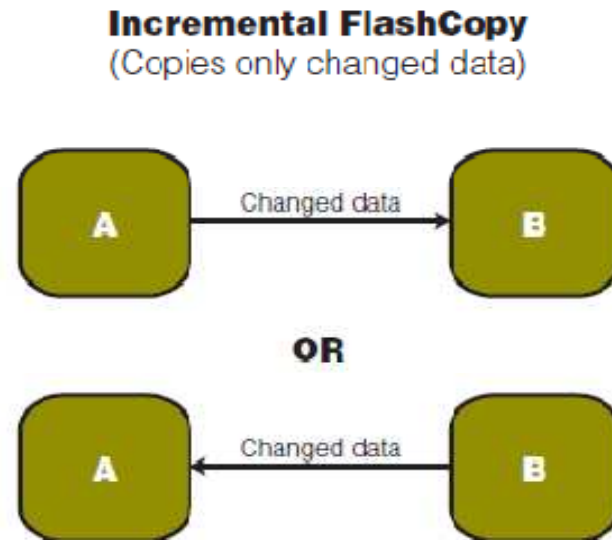 Incremental FlashCopy
(Copies only changed data)
A Changed data B
OR
A Changed data B